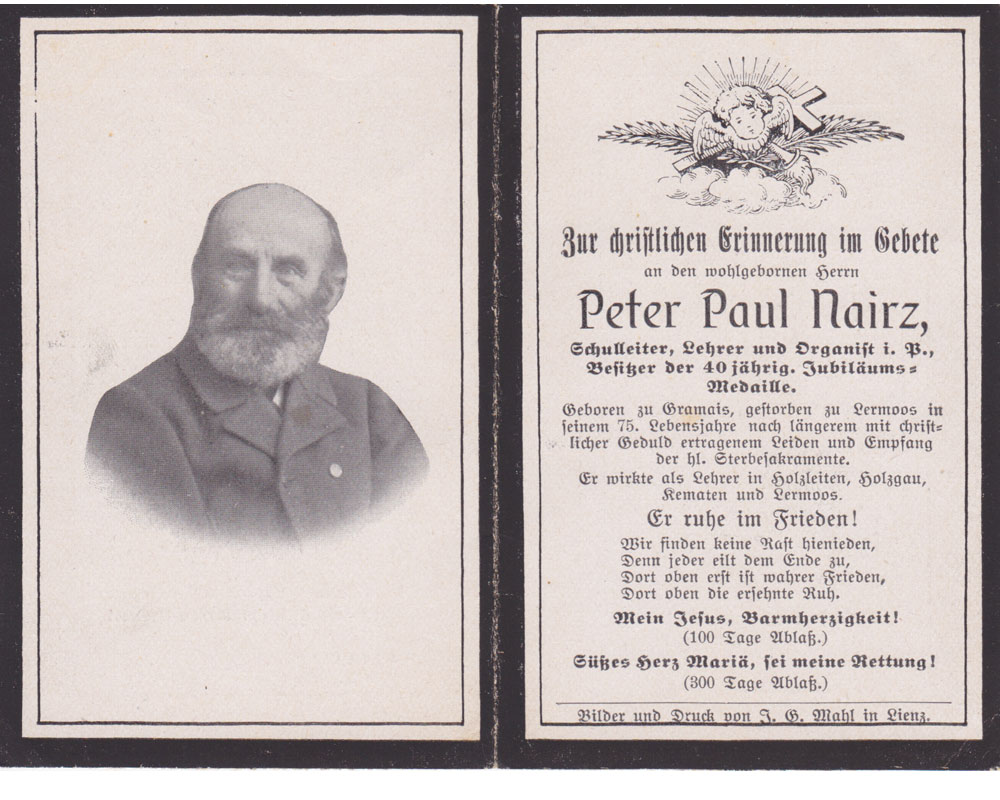 Zur christlichen Erinnerung im Gebete
an den wohlgebornen Herrn
Peter Paul Nairz,
Schulleiter, Lehrer und Organist i. P.,
Besitzer der 40 jährig. Jubiläums=
Medaille.
Geboren zu Gramais, gestorben zu Lermoos in
seinem 75. Lebensjahre nach längerem mit christ=
licher Geduld ertragenem Leiden und Empfang
der hl. Sterbesakramente.
Er wirkte als Lehrer in Holzleiten, Holzgau,
Kematen und Lermoos.
Er ruhe im Frieden!
Wir finden keine Rast hienieden,
Denn jeder eilt dem Ende zu,
Dort oben erst ist wahrer Frieden,
Dort oben die ersehnte Ruh.
Mein Jesus, Barmherzigkeit!
(100 Tage Ablaß.)
Süßes Herz Mariä, sei meine Rettung!
(300 Tage Ablaß.)
Bilder und Druck von J. G. Mahl in Lienz.